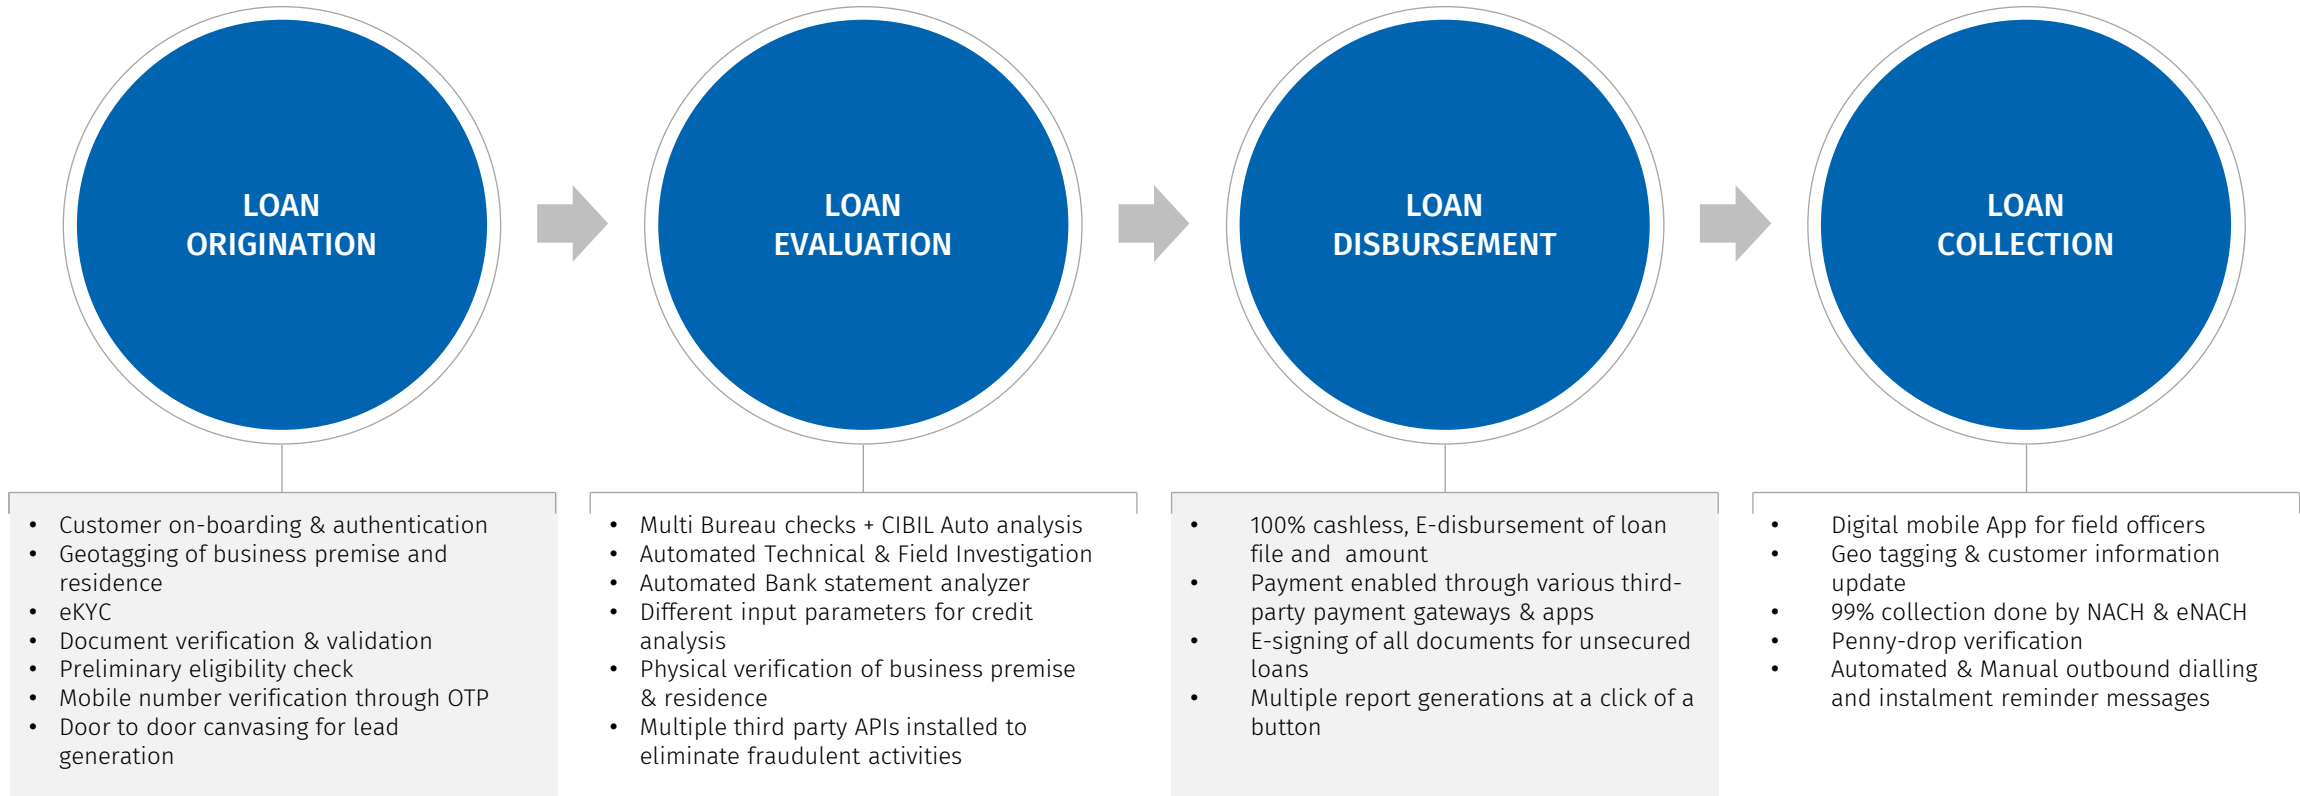 LOAN
ORIGINATION
LOAN
EVALUATION
LOAN
DISBURSEMENT
LOAN
COLLECTION
• Customer on-boarding & authentication
• Geotagging of business premise and
residence
• eKYC
• Document verification & validation
• Preliminary eligibility check
• Mobile number verification through OTP
• Door to door canvasing for lead
generation
• Multi Bureau checks + CIBIL Auto analysis
• Automated Technical & Field Investigation
• Automated Bank statement analyzer
• Different input parameters for credit
analysis
• Physical verification of business premise
& residence
• Multiple third party APIs installed to
eliminate fraudulent activities
• 100% cashless, E-disbursement of loan
file and amount
• Payment enabled through various third-
party payment gateways & apps
• E-signing of all documents for unsecured
loans
• Multiple report generations at a click of a
button
• Digital mobile App for field officers
• Geo tagging & customer information
update
• 99% collection done by NACH & eNACH
• Penny-drop verification
• Automated & Manual outbound dialling
and instalment reminder messages